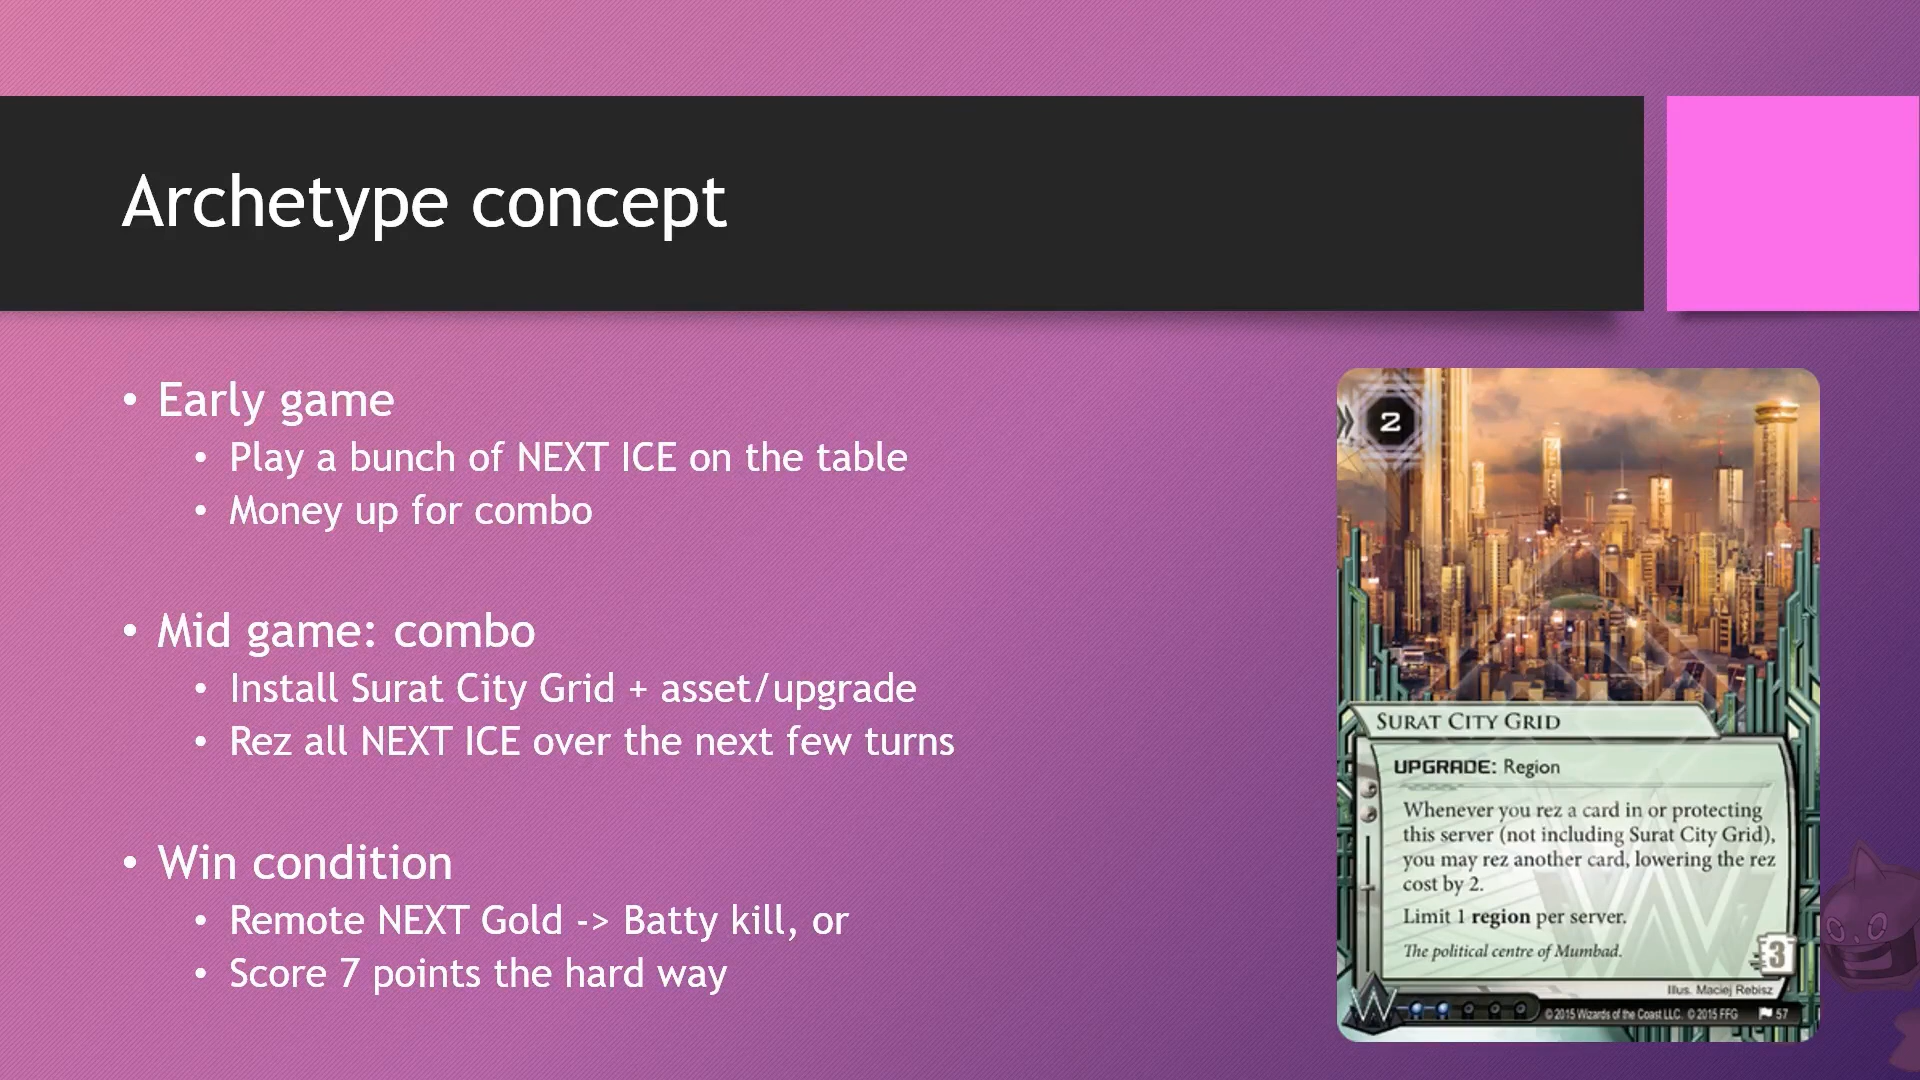 Archetype concept
• Early game
• Play a bunch of NEXT ICE on the table
• Money up for combo
• Mid game: combo
• Install Surat City Grid + asset/upgrade
• Rez all NEXT ICE over the next few turns
• Win condition
• Remote NEXT Gold -> Batty kill, or
• Score 7 points the hard way
2
SURAT CITY GRID
UPGRADE: Region
Whenever you rez a card in or protecting
this server (not including Surat City Grid),
you may rez another card, lowering the rez
cost by 2.
Limit 1 region per server.
The political centre of Mumbad.
3
Illus. Maciej Rebisz
©2015 Wizards of the Coast LLC. ©2015 FFG 57